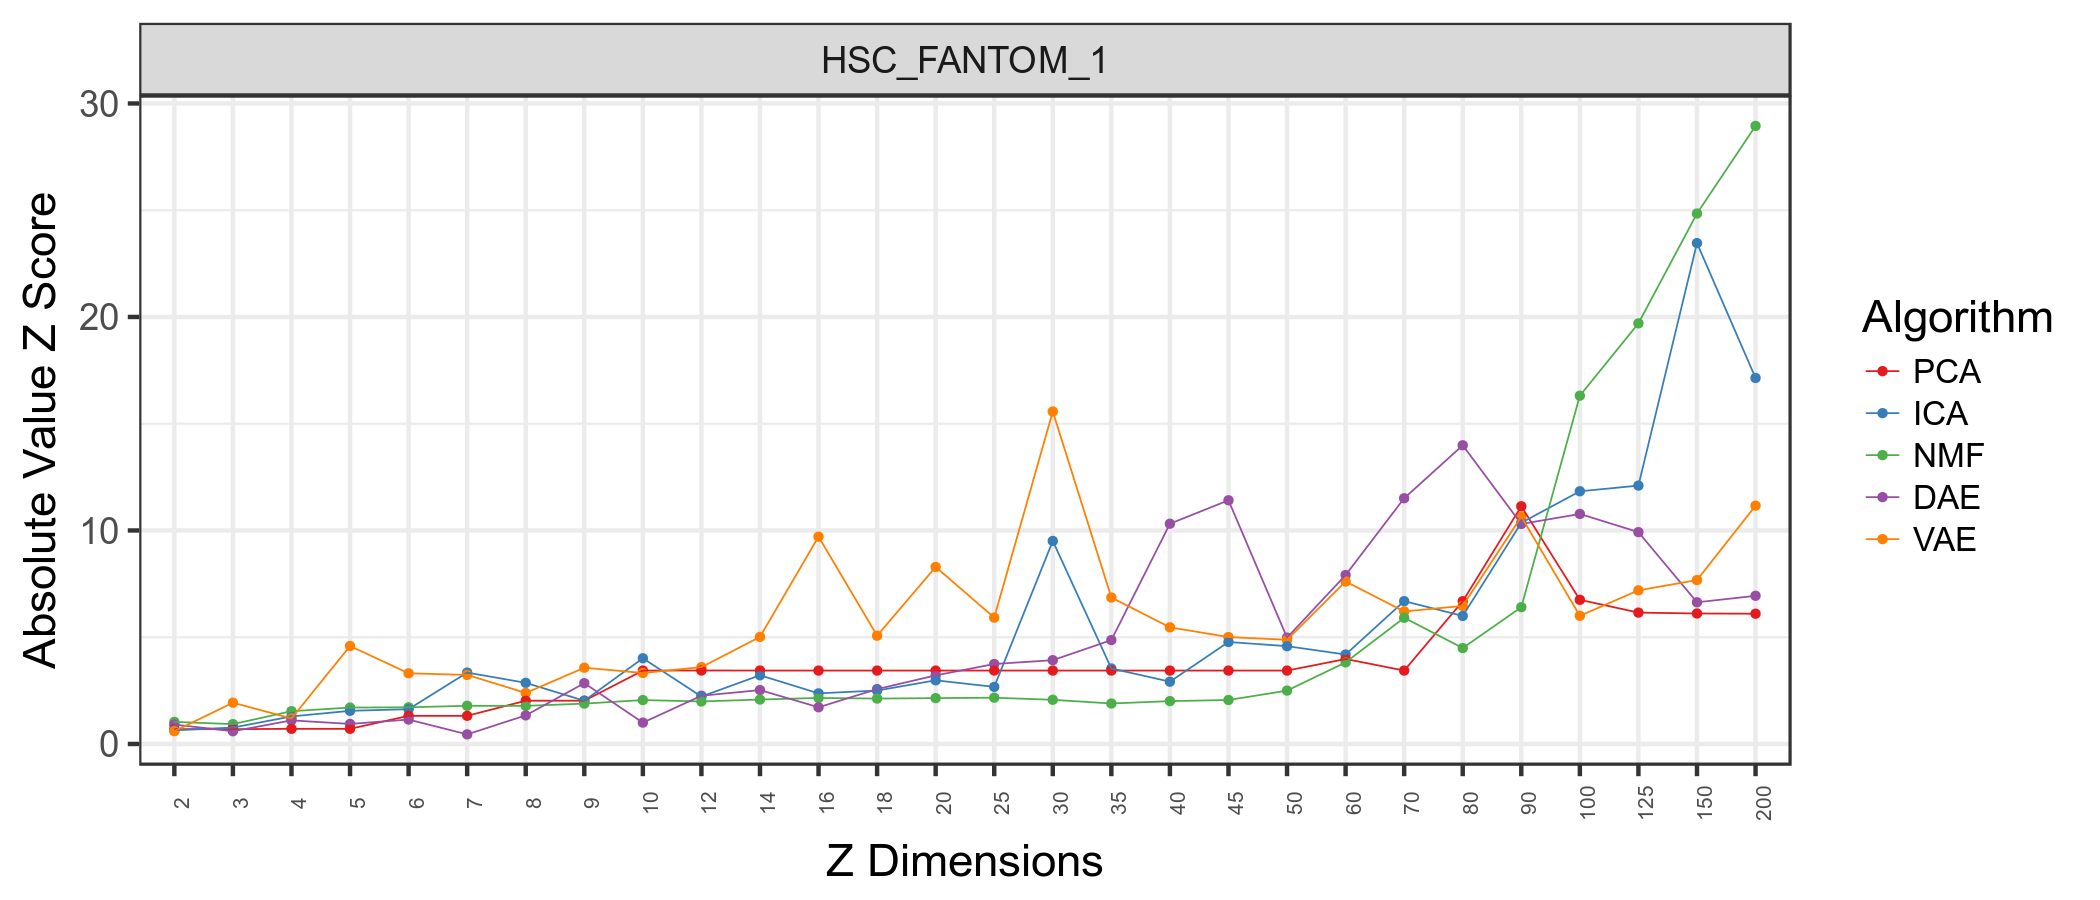 HSC_FANTOM_1
Absolute Value Z Score
30
20
10
0
2 3 4 5 6 7 8 9 10 12 14 16 18 20 25 30 35 40 45 50 60 70 80 90 100 125 150 200
Z Dimensions
Algorithm
PCA
ICA
NMF
DAE
VAE